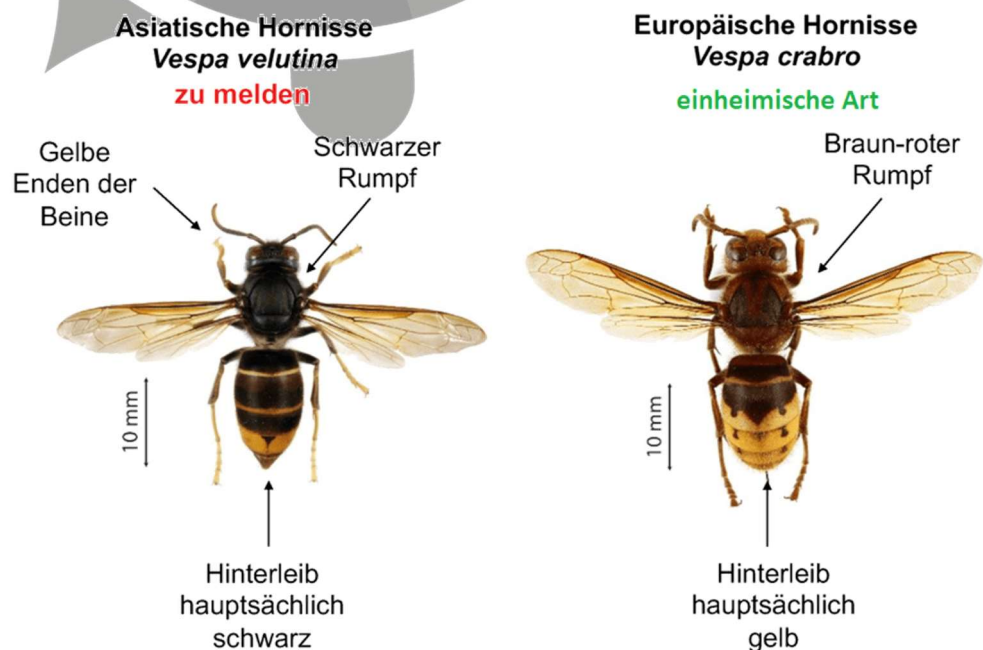 Asiatische Hornisse
Vespa velutina
zu melden
Gelbe
Enden der
Beine
Schwarzer
Rumpf
10 mm
Hinterleib
hauptsächlich
schwarz
Europäische Hornisse
Vespa crabro
einheimische Art
Braun-roter
Rumpf
10 mm
Hinterleib
hauptsächlich
gelb